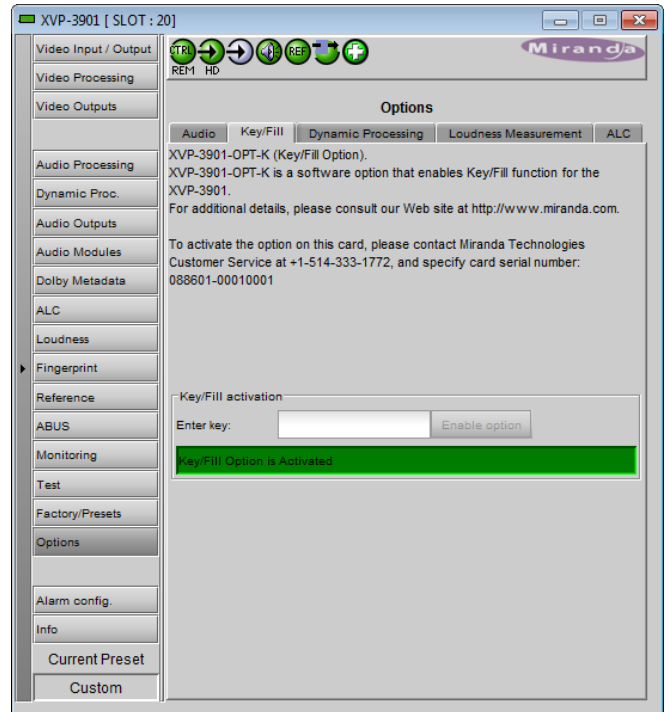 XVP-3901 [ SLOT : 20]
Video Input / Output
Video Processing
Video Outputs
Audio Processing
Dynamic Proc.
Audio Outputs
Audio Modules
Dolby Metadata
ALC
Loudness
Fingerprint
Reference
ABUS
Monitoring
Test
Factory/Presets
Options
Alarm config.
Info
Current Preset
Custom
CTRL
REF
REM HD
Miranda
Options
Audio Key/Fill Dynamic Processing Loudness Measurement ALC
XVP-3901-OPT-K (Key/Fill Option).
XVP-3901-OPT-K is a software option that enables Key/Fill function for the
XVP-3901.
For additional details, please consult our Web site at http://www.miranda.com.
To activate the option on this card, please contact Miranda Technologies
Customer Service at +1-514-333-1772, and specify card serial number:
088601-00010001
Key/Fill activation
Enter key: Enable option
Key/Fill Option is Activated